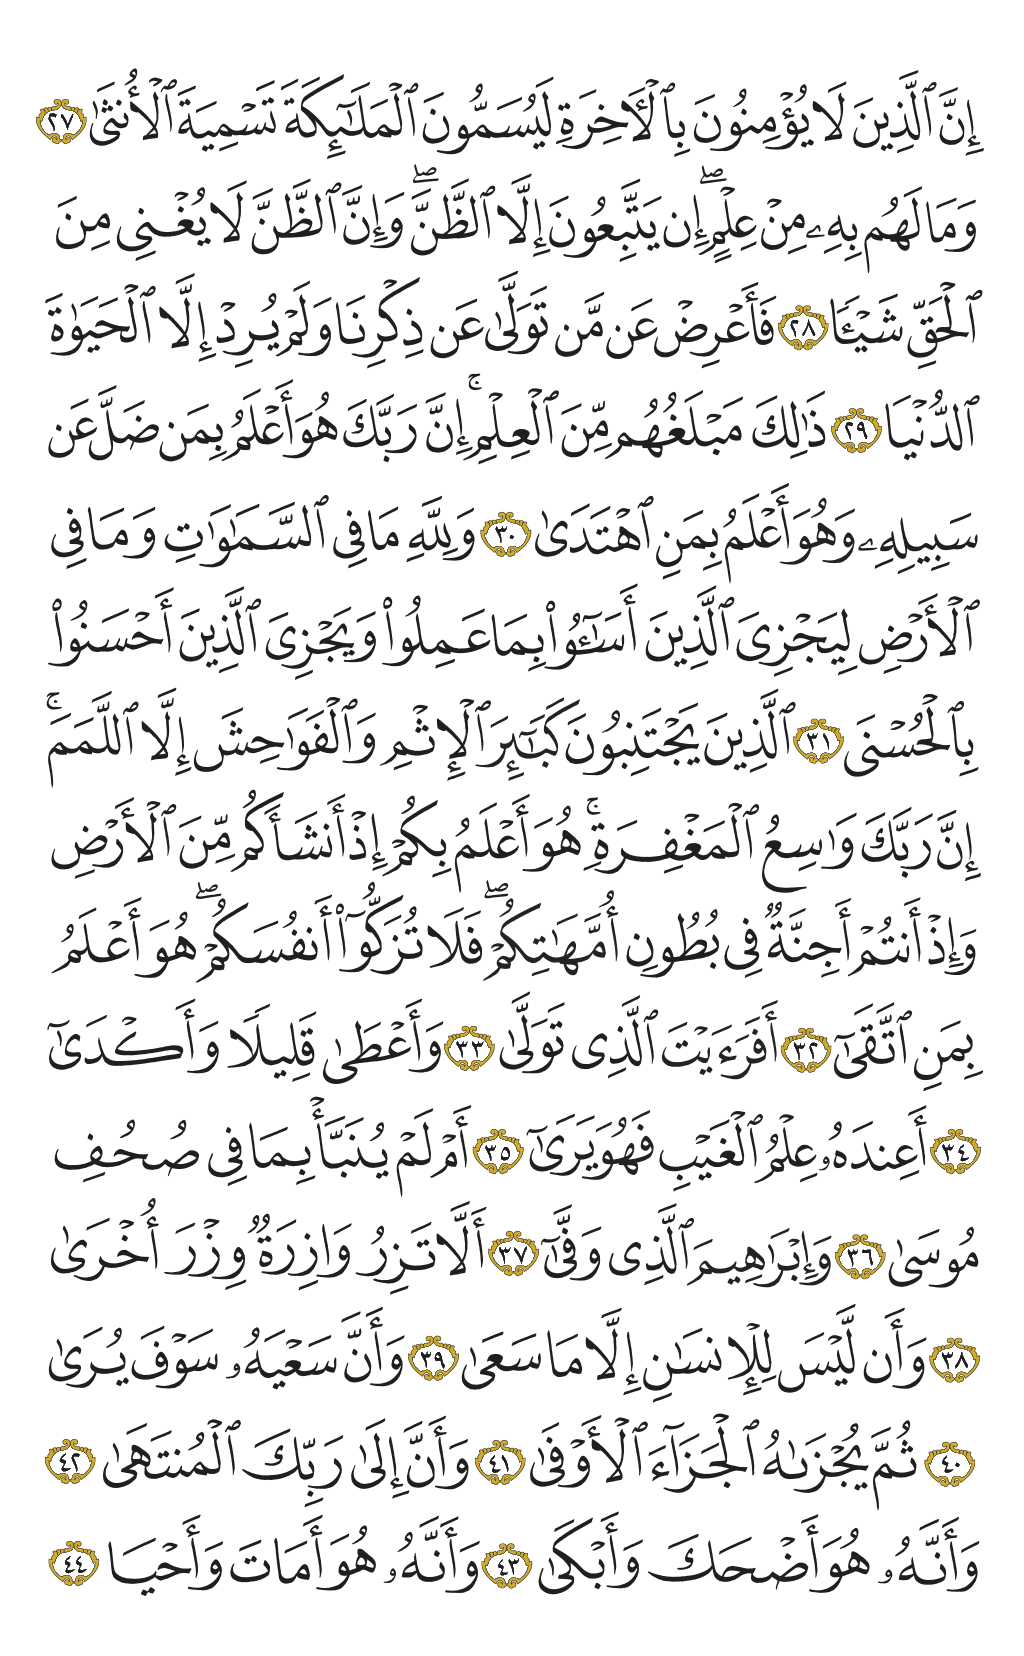 إِنَّ ٱلَّذِينَ لَا يُؤْمِنُونَ بِٱلْـَٔاخِرَةِ لَيُسَمُّونَ ٱلْمَلَـٰٓئِكَةَ تَسْمِيَةَ ٱلْأُنثَىٰ ٢٧
وَمَا لَهُم بِهِۦ مِنْ عِلْمٍ ۖ إِن يَتَّبِعُونَ إِلَّا ٱلظَّنَّ ۖ وَإِنَّ ٱلظَّنَّ لَا يُغْنِى مِنَ
ٱلْحَقِّ شَيْـًٔا ٢٨ فَأَعْرِضْ عَن مَّن تَوَلَّىٰ عَن ذِكْرِنَا وَلَمْ يُرِدْ إِلَّا ٱلْحَيَوٰةَ
ٱلدُّنْيَا ٢٩ ذَٰلِكَ مَبْلَغُهُم مِّنَ ٱلْعِلْمِ ۚ إِنَّ رَبَّكَ هُوَ أَعْلَمُ بِمَن ضَلَّ عَن
سَبِيلِهِۦ وَهُوَ أَعْلَمُ بِمَنِ ٱهْتَدَىٰ ٣٠ وَلِلَّهِ مَا فِى ٱلسَّمَـٰوَٰتِ وَمَا فِى
ٱلْأَرْضِ لِيَجْزِىَ ٱلَّذِينَ أَسَـٰٓـُٔوا۟ بِمَا عَمِلُوا۟ وَيَجْزِىَ ٱلَّذِينَ أَحْسَنُوا۟
بِٱلْحُسْنَى ٣١ ٱلَّذِينَ يَجْتَنِبُونَ كَبَـٰٓئِرَ ٱلْإِثْمِ وَٱلْفَوَٰحِشَ إِلَّا ٱللَّمَمَ ۚ
إِنَّ رَبَّكَ وَٰسِعُ ٱلْمَغْفِرَةِ ۚ هُوَ أَعْلَمُ بِكُمْ إِذْ أَنشَأَكُم مِّنَ ٱلْأَرْضِ
وَإِذْ أَنتُمْ أَجِنَّةٌ فِى بُطُونِ أُمَّهَـٰتِكُمْ ۖ فَلَا تُزَكُّوٓا۟ أَنفُسَكُمْ ۖ هُوَ أَعْلَمُ
بِمَنِ ٱتَّقَىٰٓ ٣٢ أَفَرَءَيْتَ ٱلَّذِى تَوَلَّىٰ ٣٣ وَأَعْطَىٰ قَلِيلًا وَأَكْدَىٰٓ
٣٤ أَعِندَهُۥ عِلْمُ ٱلْغَيْبِ فَهُوَ يَرَىٰٓ ٣٥ أَمْ لَمْ يُنَبَّأْ بِمَا فِى صُحُفِ
مُوسَىٰ ٣٦ وَإِبْرَٰهِيمَ ٱلَّذِى وَفَّىٰٓ ٣٧ أَلَّا تَزِرُ وَازِرَةٌ وِزْرَ أُخْرَىٰ
٣٨ وَأَن لَّيْسَ لِلْإِنسَـٰنِ إِلَّا مَا سَعَىٰ ٣٩ وَأَنَّ سَعْيَهُۥ سَوْفَ يُرَىٰ
٤٠ ثُمَّ يُجْزَىٰهُ ٱلْجَزَآءَ ٱلْأَوْفَىٰ ٤١ وَأَنَّ إِلَىٰ رَبِّكَ ٱلْمُنتَهَىٰ ٤٢
وَأَنَّهُۥ هُوَ أَضْحَكَ وَأَبْكَىٰ ٤٣ وَأَنَّهُۥ هُوَ أَمَاتَ وَأَحْيَا ٤٤